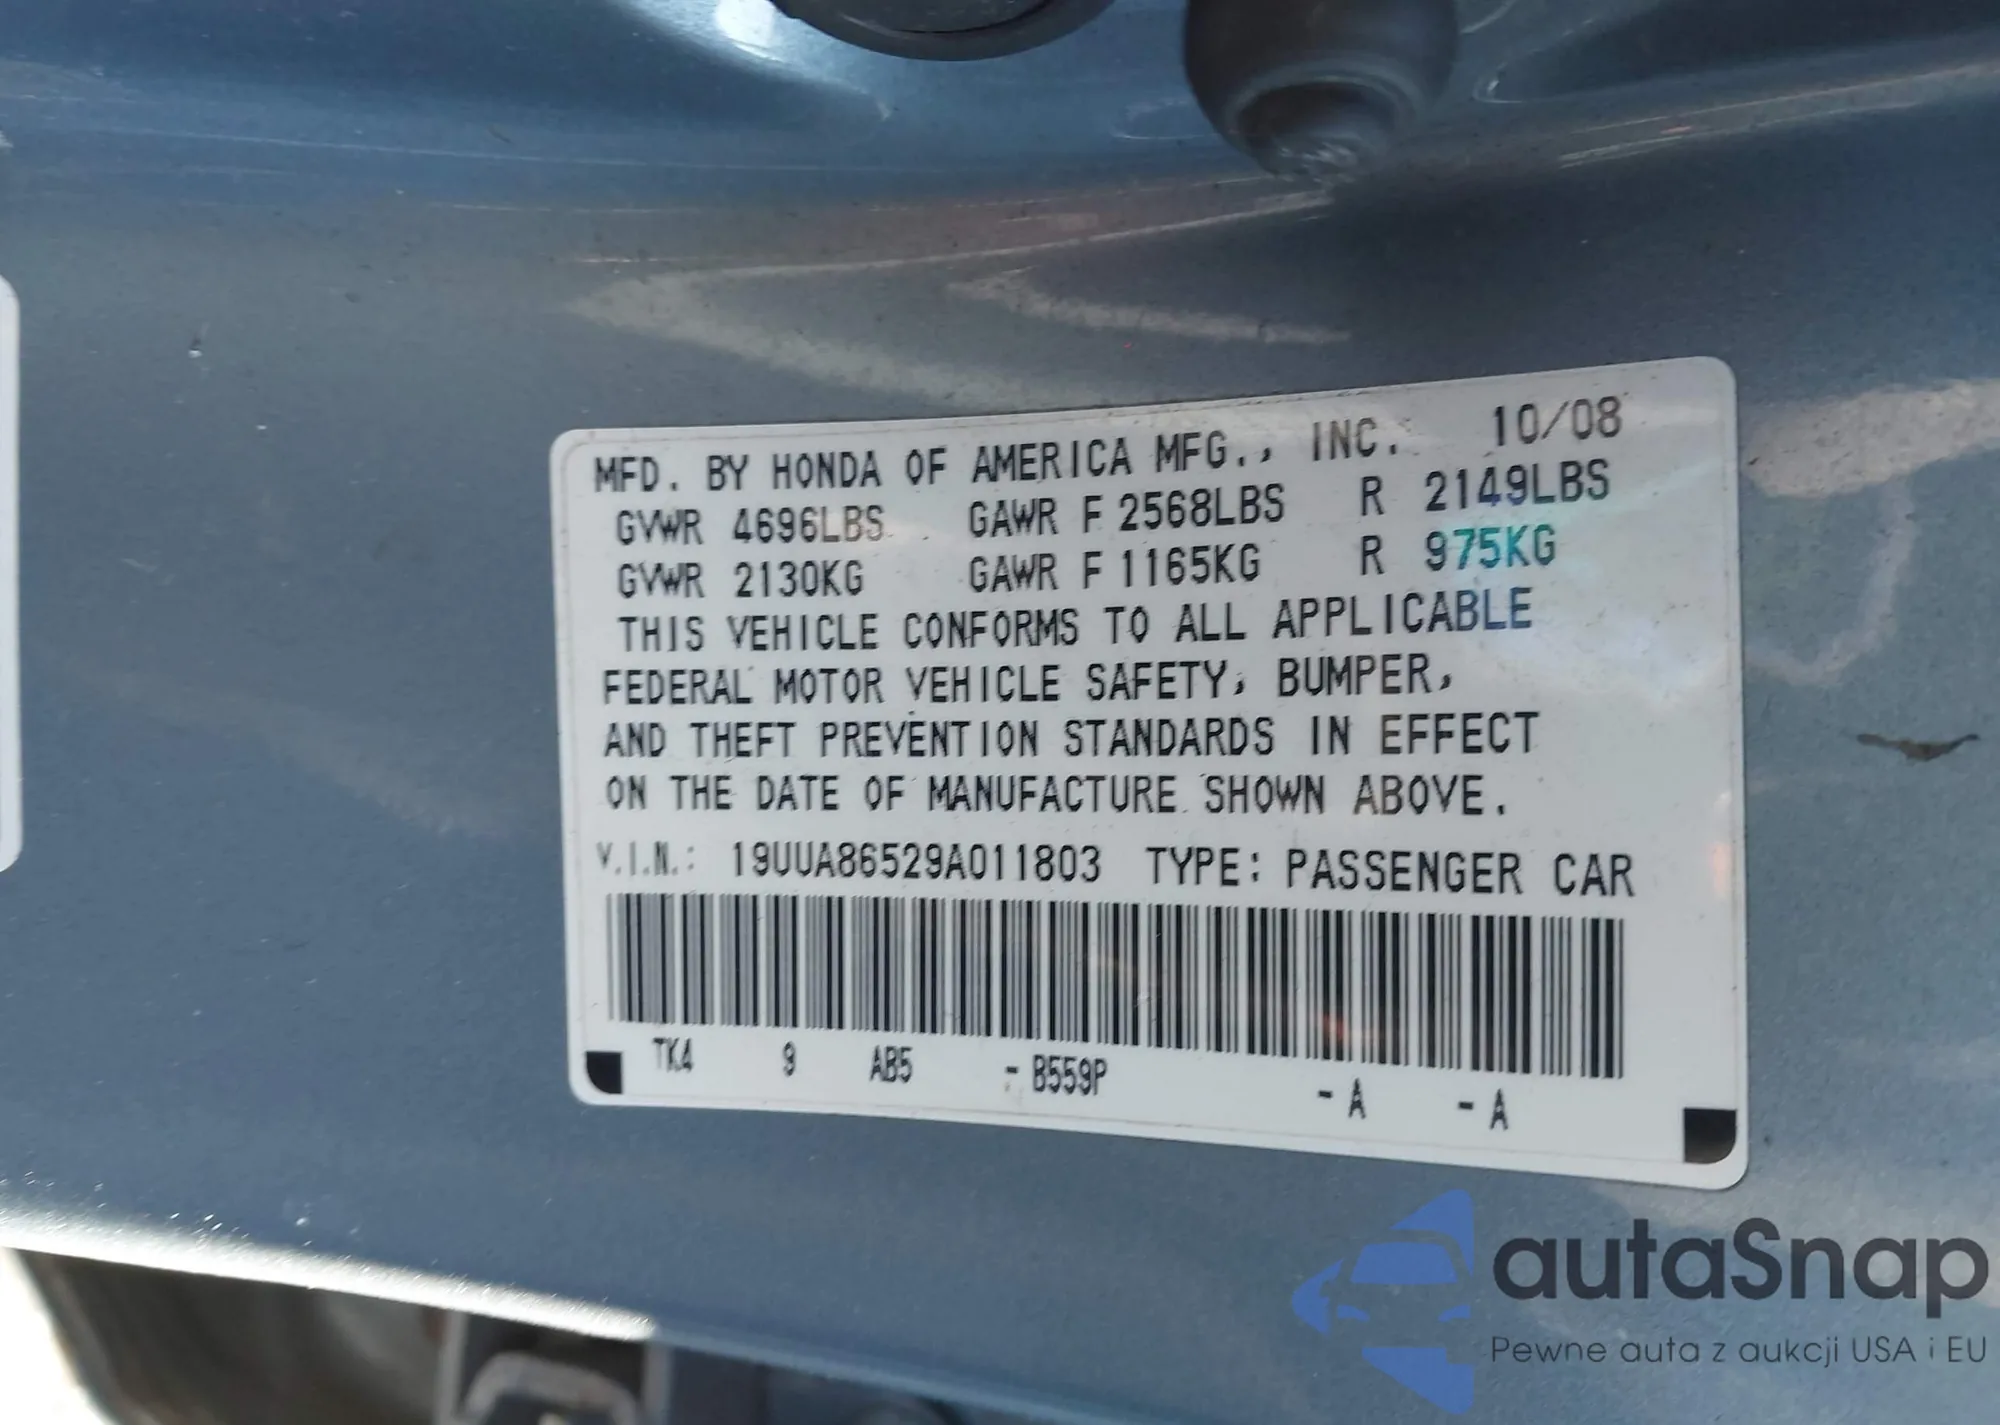 MFD. BY HONDA OF AMERICA MFG., INC. 10/08
GVWR 4696LBS GAWR F 2568LBS R 2149LBS
GVWR 2130KG GAWR F 1165KG R 975KG
THIS VEHICLE CONFORMS TO ALL APPLICABLE
FEDERAL MOTOR VEHICLE SAFETY, BUMPER,
AND THEFT PREVENTION STANDARDS IN EFFECT
ON THE DATE OF MANUFACTURE SHOWN ABOVE.
V.I.N.: 19UUA86529A011803 TYPE: PASSENGER CAR
TK4 9 AB5 -B559P -A -A
autaSnap
Pewne auta z aukcji USA i EU